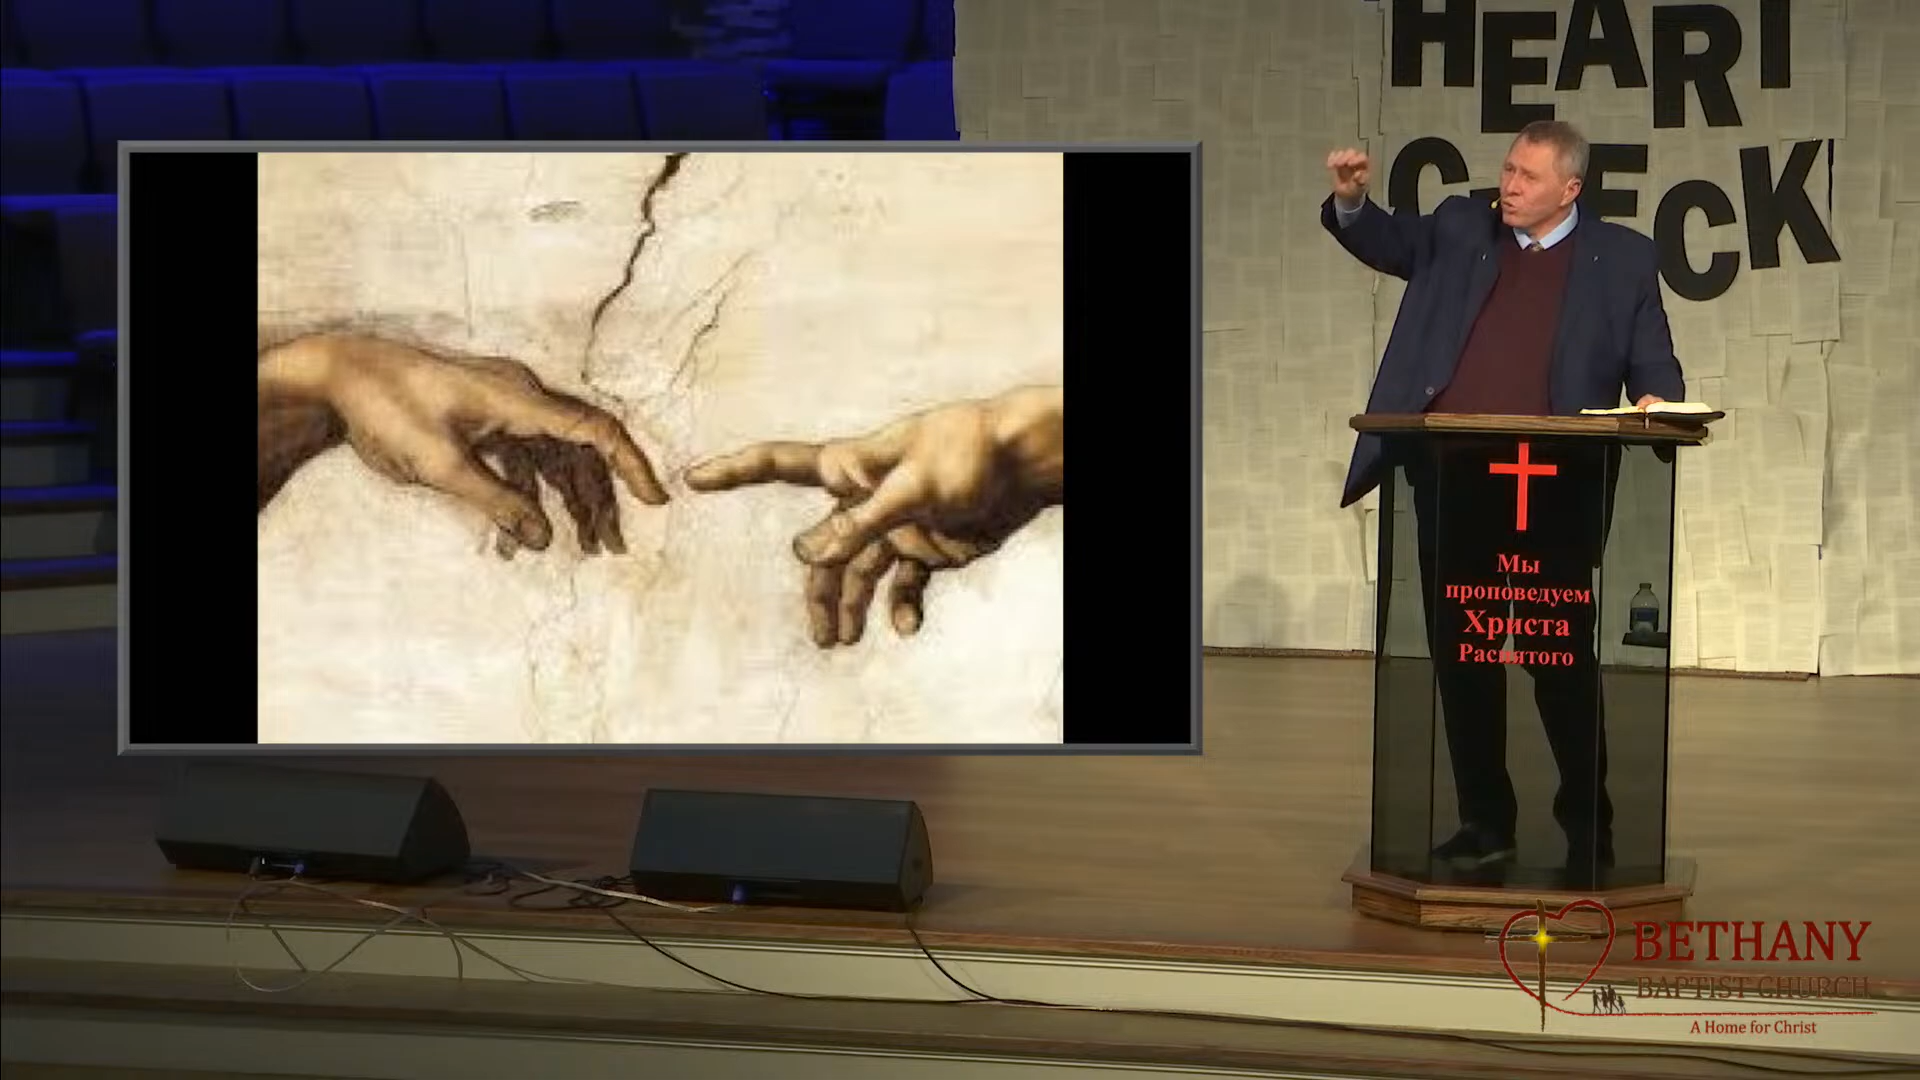 HEART
CHECK
Мы
проповедуем
Христа
Распятого
BETHANY
BAPTIST CHURCH
A Home for Christ